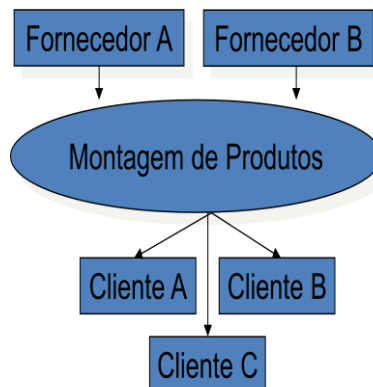 Fornecedor A
Fornecedor B
Montagem de Produtos
Cliente A
Cliente B
Cliente C